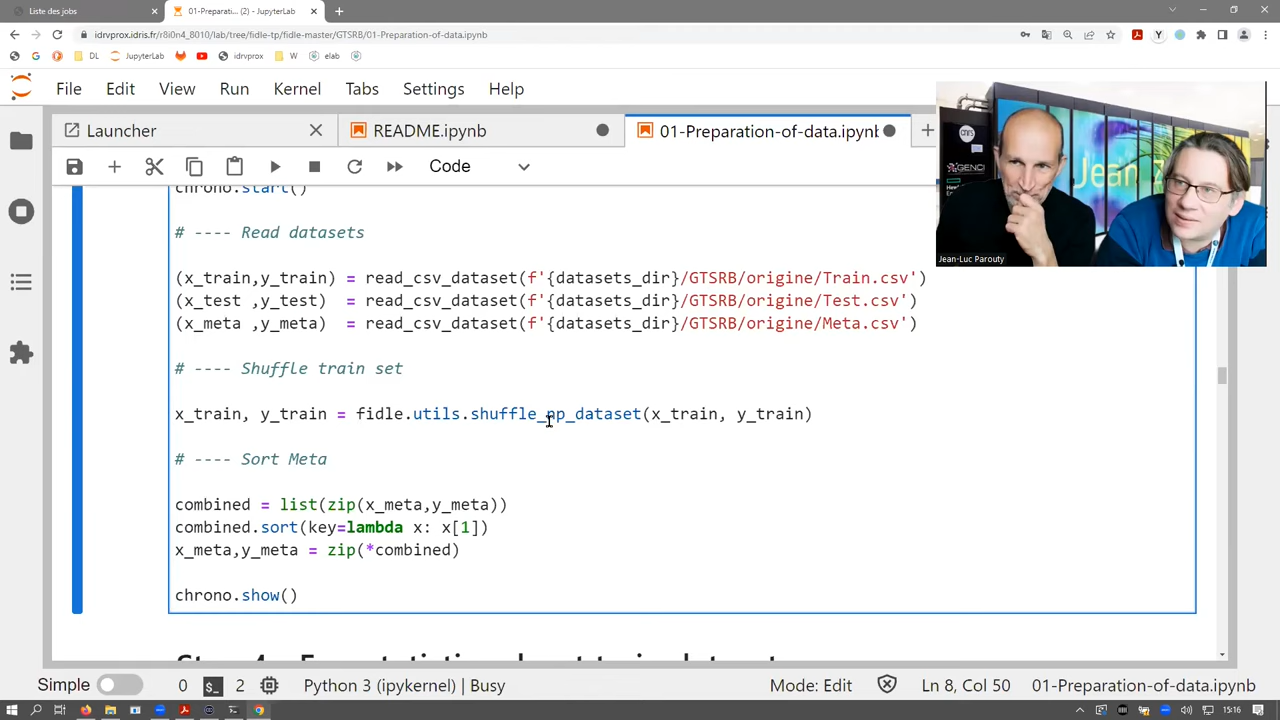 Liste des jobs
01-Preparation... (2) - JupyterLab
idrvprox.idris.fr/r8i0n4_8010/lab/tree/fidle-tp/fidle-master/GTSRB/01-Preparation-of-data.ipynb
DL JupyterLab idrvprox W elab
File Edit View Run Kernel Tabs Settings Help
Launcher
README.ipynb
01-Preparation-of-data.ipynb
Code
chrono.start()
# ---- Read datasets
(x_train,y_train) = read_csv_dataset(f'{datasets_dir}/GTSRB/origine/Train.csv')
(x_test ,y_test)  = read_csv_dataset(f'{datasets_dir}/GTSRB/origine/Test.csv')
(x_meta ,y_meta)  = read_csv_dataset(f'{datasets_dir}/GTSRB/origine/Meta.csv')
# ---- Shuffle train set
x_train, y_train = fidle.utils.shuffle_np_dataset(x_train, y_train)
# ---- Sort Meta
combined = list(zip(x_meta,y_meta))
combined.sort(key=lambda x: x[1])
x_meta,y_meta = zip(*combined)
chrono.show()
cnrs
GENCI
Jean Z
Jean-Luc Parouty
Simple 0 2 Python 3 (ipykernel) | Busy Mode: Edit Ln 8, Col 50 01-Preparation-of-data.ipynb
15:16